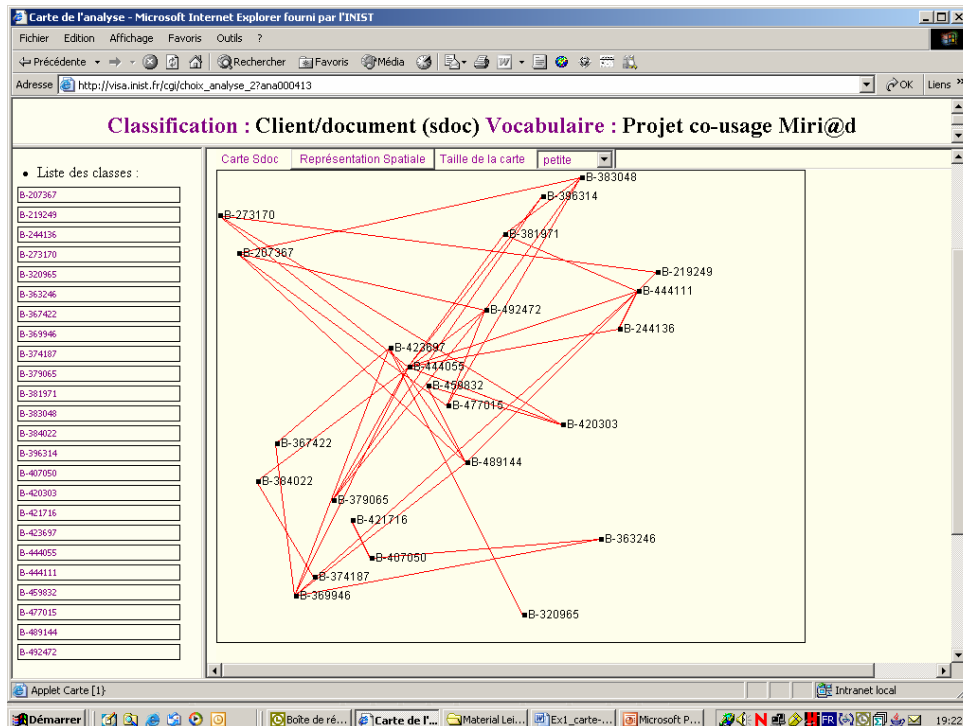 Carte de l'analyse - Microsoft Internet Explorer fourni par l'INIST
Fichier Edition Affichage Favoris Outils ?
Précédente Rechercher Favoris Média
Adresse http://visa.inist.fr/cgi/choix_analyse_2?ana000413 OK Liens »
Classification : Client/document (sdoc) Vocabulaire : Projet co-usage Miri@d
Liste des classes :
B-207367
B-219249
B-244136
B-273170
B-320965
B-363246
B-367422
B-369946
B-374187
B-379065
B-381971
B-383048
B-384022
B-396314
B-407050
B-420303
B-421716
B-423697
B-444055
B-444111
B-459832
B-477015
B-489144
B-492472
Carte Sdoc Représentation Spatiale Taille de la carte petite
B-383048
B-396314
B-273170
B-381971
B-207367
B-219249
B-444111
B-492472
B-244136
B-423697
B-444055
B-459832
B-477015
B-420303
B-367422
B-489144
B-384022
B-379065
B-421716
B-363246
B-407050
B-374187
B-369946
B-320965
Applet Carte [1] Intranet local
Démarrer Boîte de ré... Carte de l'... Material Lei... Ex1_carte-... Microsoft P... N FR 19:22